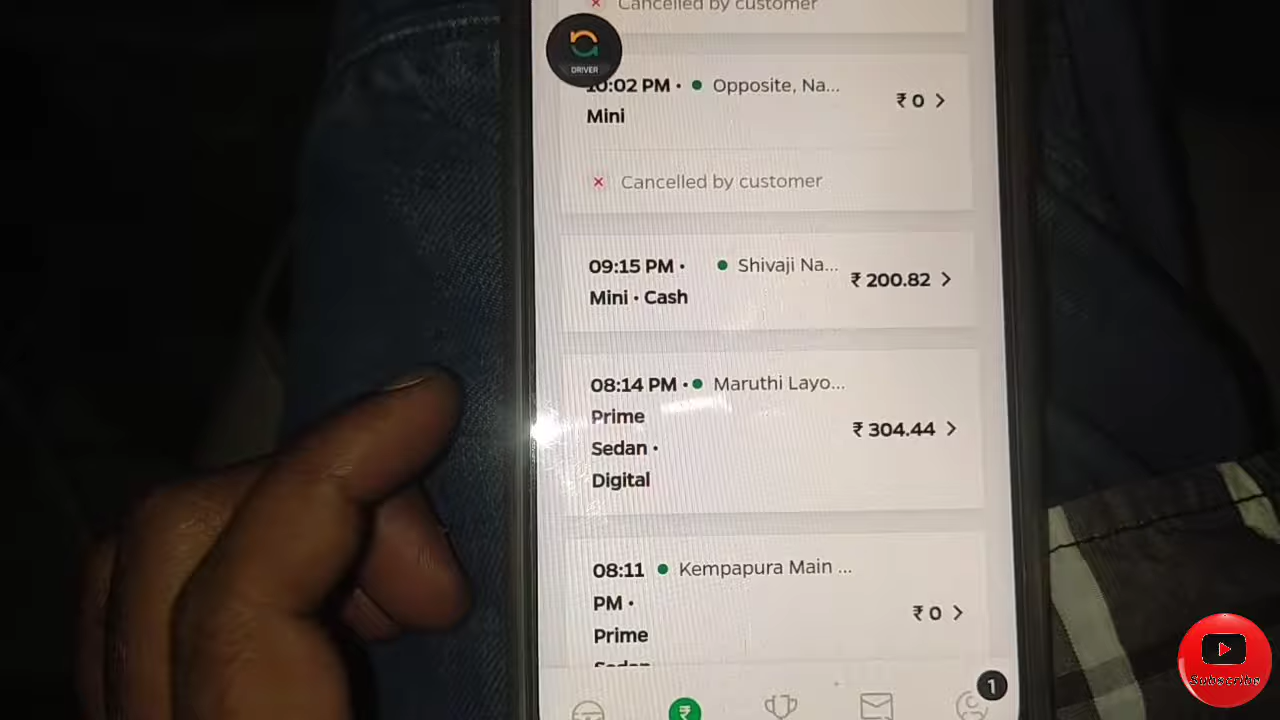 Cancelled by customer
DRIVER
10:02 PM • Opposite, Na... ₹ 0
Mini
Cancelled by customer
09:15 PM • Shivaji Na... ₹ 200.82
Mini • Cash
08:14 PM • Maruthi Layo...
Prime
Sedan • ₹ 304.44
Digital
08:11 Kempapura Main ...
PM • ₹ 0
Prime
Sedan
1
Subscribe